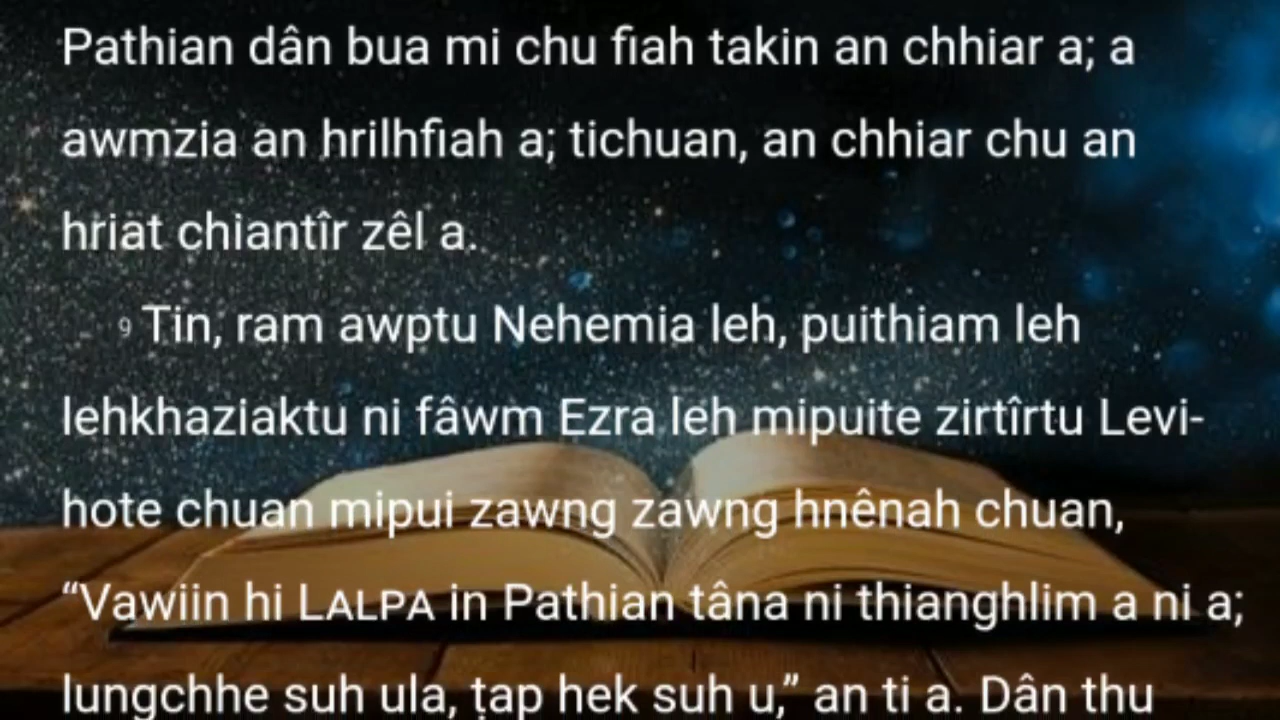 Pathian dân bua mi chu fiah takin an chhiar a; a
awmzia an hrilhfiah a; tichuan, an chhiar chu an
hriat chiantîr zêl a.
9 Tin, ram awptu Nehemia leh, puithiam leh
lehkhaziaktu ni fâwm Ezra leh mipuite zirtîrtu Levi-
hote chuan mipui zawng zawng hnênah chuan,
“Vawiin hi LALPA in Pathian tâna ni thianghlim a ni a;
lungchhe suh ula, ṭap hek suh u,” an ti a. Dân thu